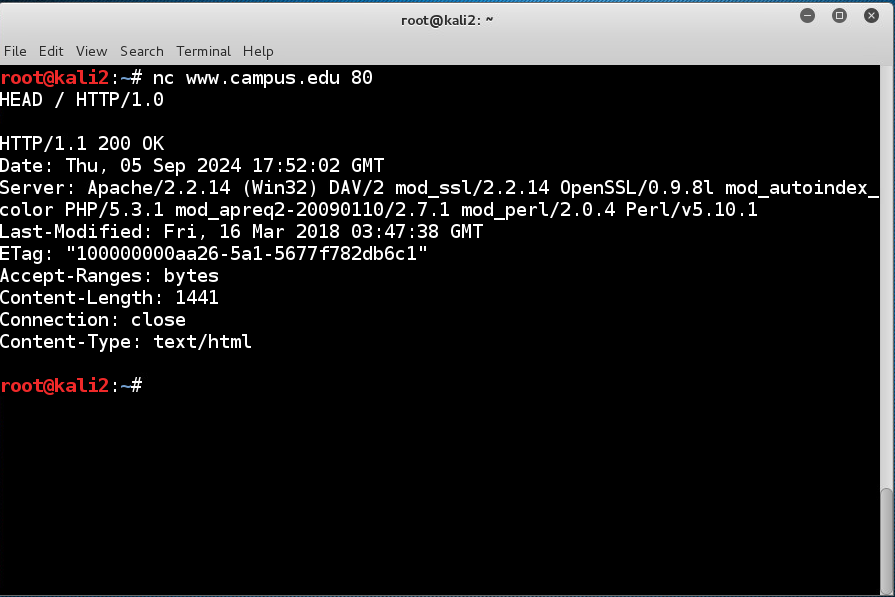 root@kali2: ~
File Edit View Search Terminal Help
root@kali2:~# nc www.campus.edu 80
HEAD / HTTP/1.0
HTTP/1.1 200 OK
Date: Thu, 05 Sep 2024 17:52:02 GMT
Server: Apache/2.2.14 (Win32) DAV/2 mod_ssl/2.2.14 OpenSSL/0.9.8l mod_autoindex_
color PHP/5.3.1 mod_apreq2-20090110/2.7.1 mod_perl/2.0.4 Perl/v5.10.1
Last-Modified: Fri, 16 Mar 2018 03:47:38 GMT
ETag: "100000000aa26-5a1-5677f782db6c1"
Accept-Ranges: bytes
Content-Length: 1441
Connection: close
Content-Type: text/html
root@kali2:~#